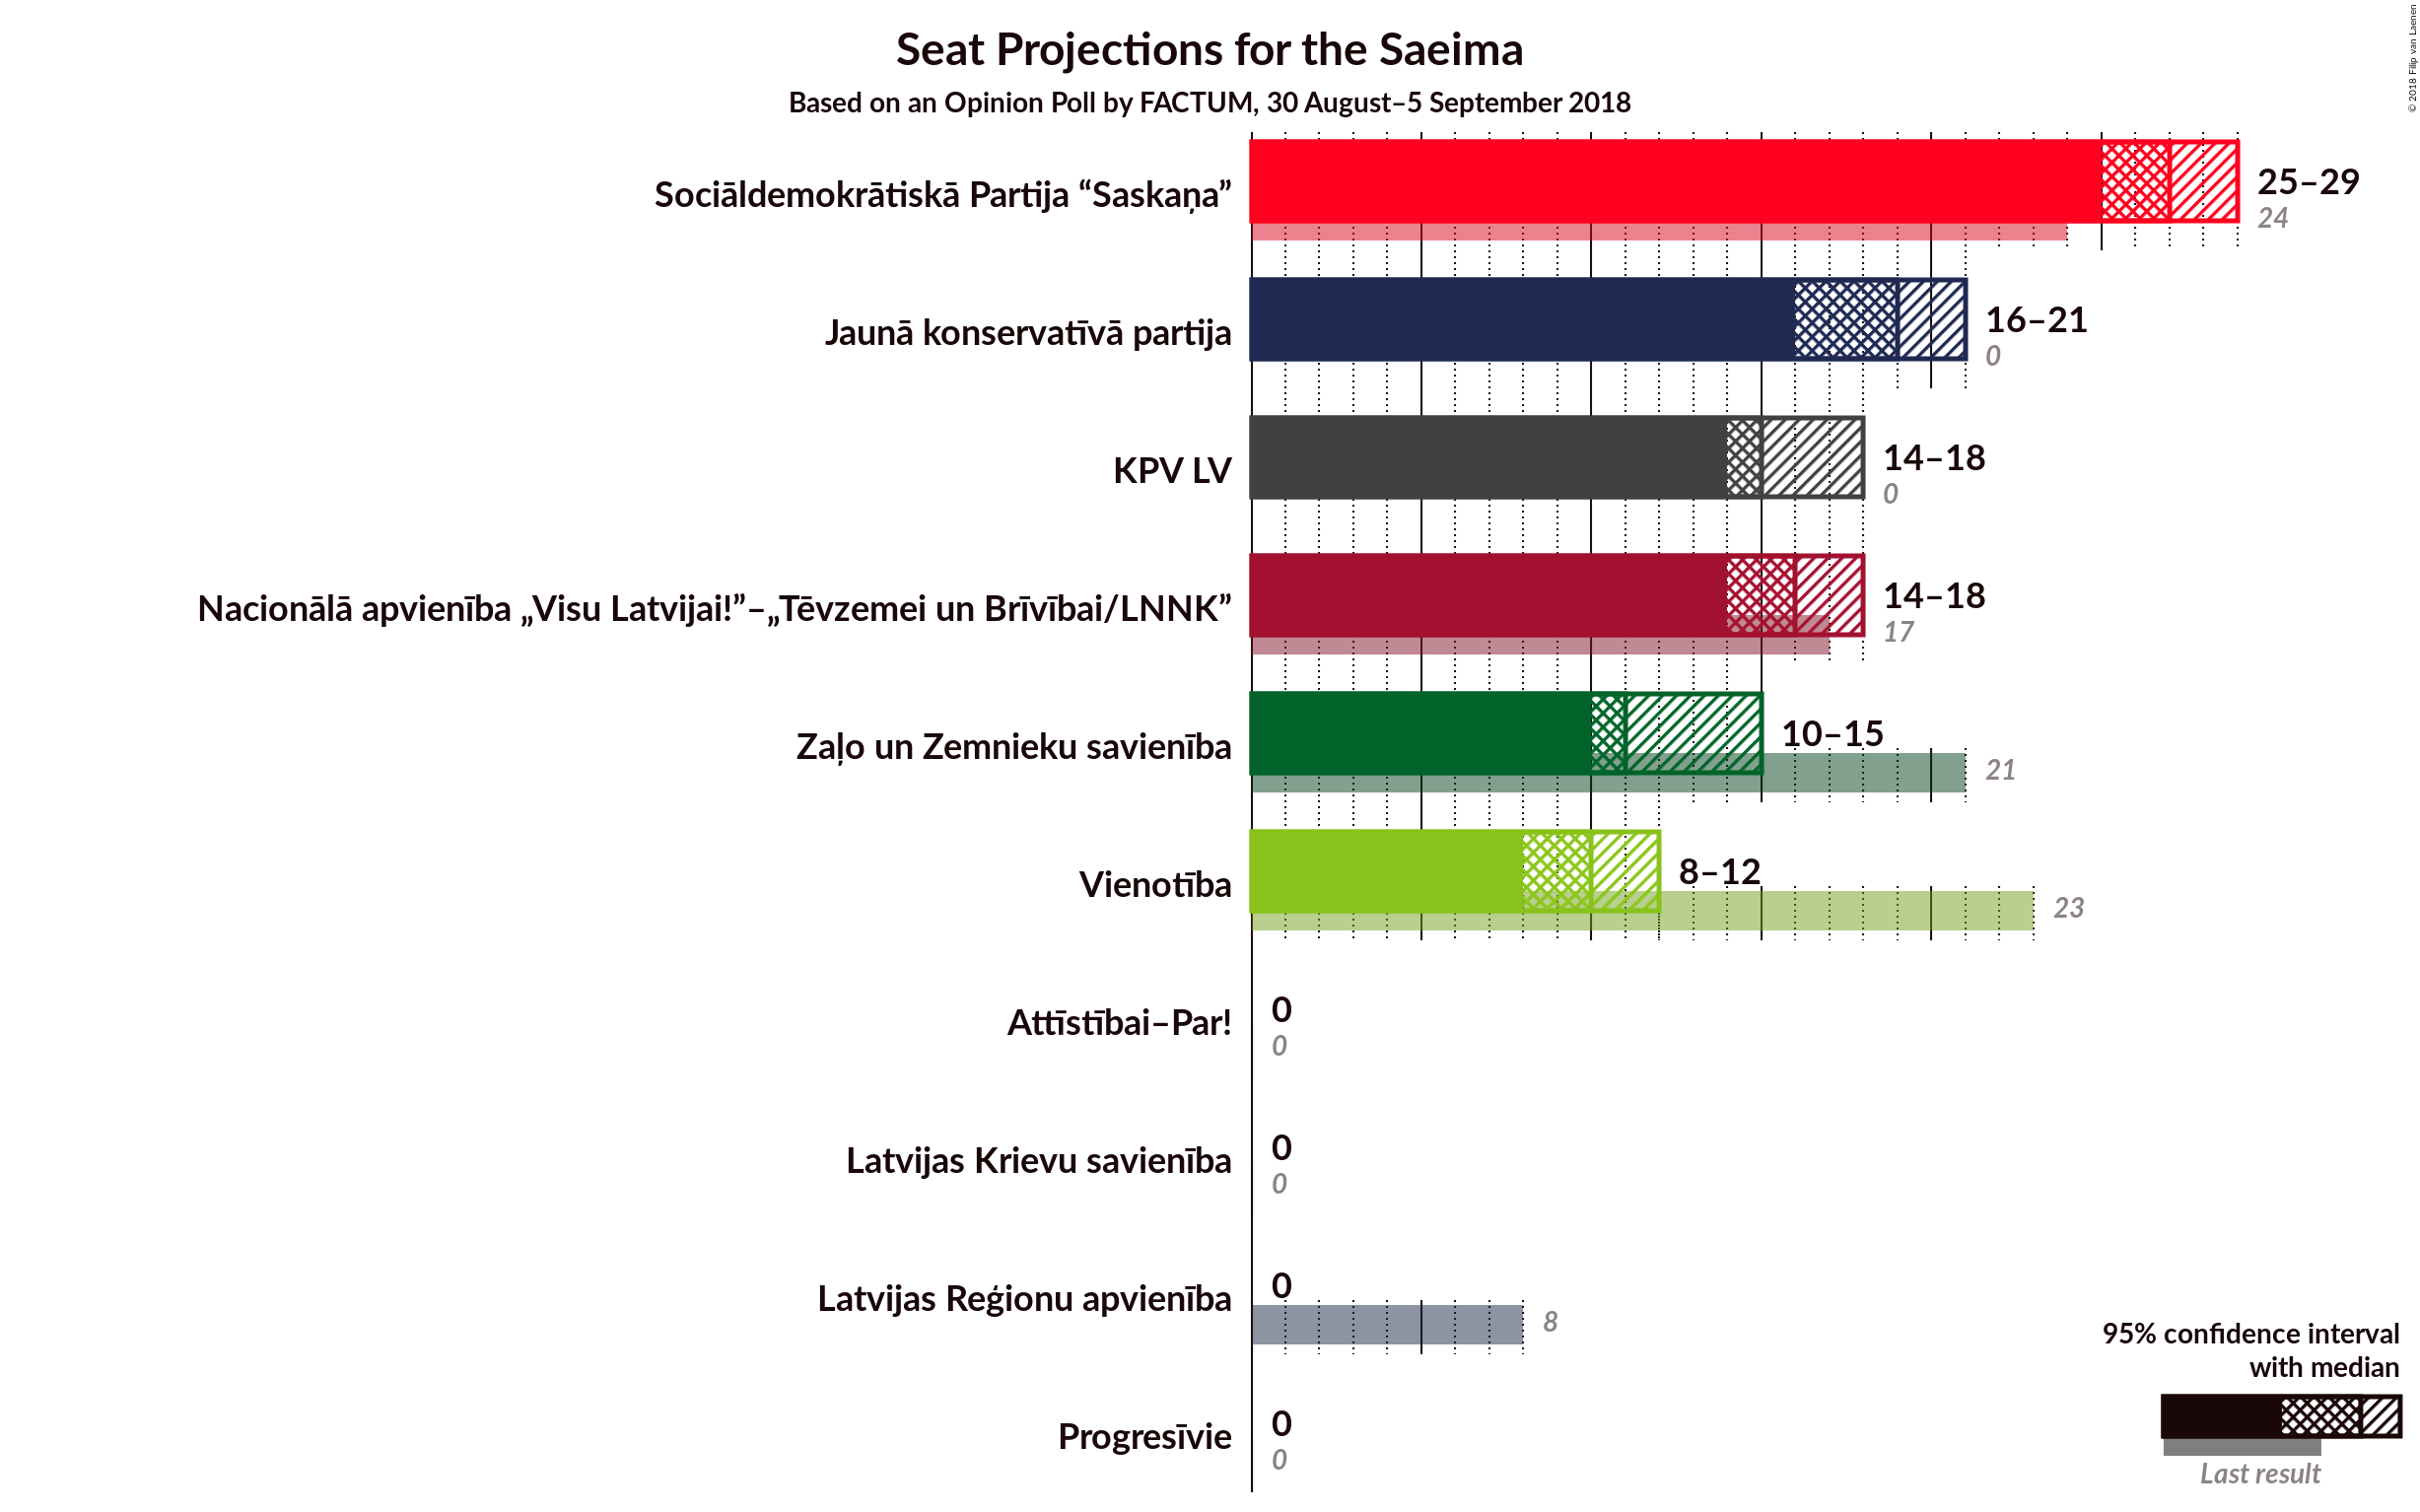 Seat Projections for the Saeima
Based on an Opinion Poll by FACTUM, 30 August–5 September 2018
© 2018 Filip van Laenen
Sociāldemokrātiskā Partija “Saskaņa”
25–29
24
Jaunā konservatīvā partija
16–21
0
KPV LV
14–18
0
Nacionālā apvienība „Visu Latvijai!”–„Tēvzemei un Brīvībai/LNNK”
14–18
17
Zaļo un Zemnieku savienība
10–15
21
Vienotība
8–12
23
Attīstībai–Par!
0
0
Latvijas Krievu savienība
0
0
Latvijas Reģionu apvienība
0
8
Progresīvie
0
0
95% confidence interval
with median
Last result